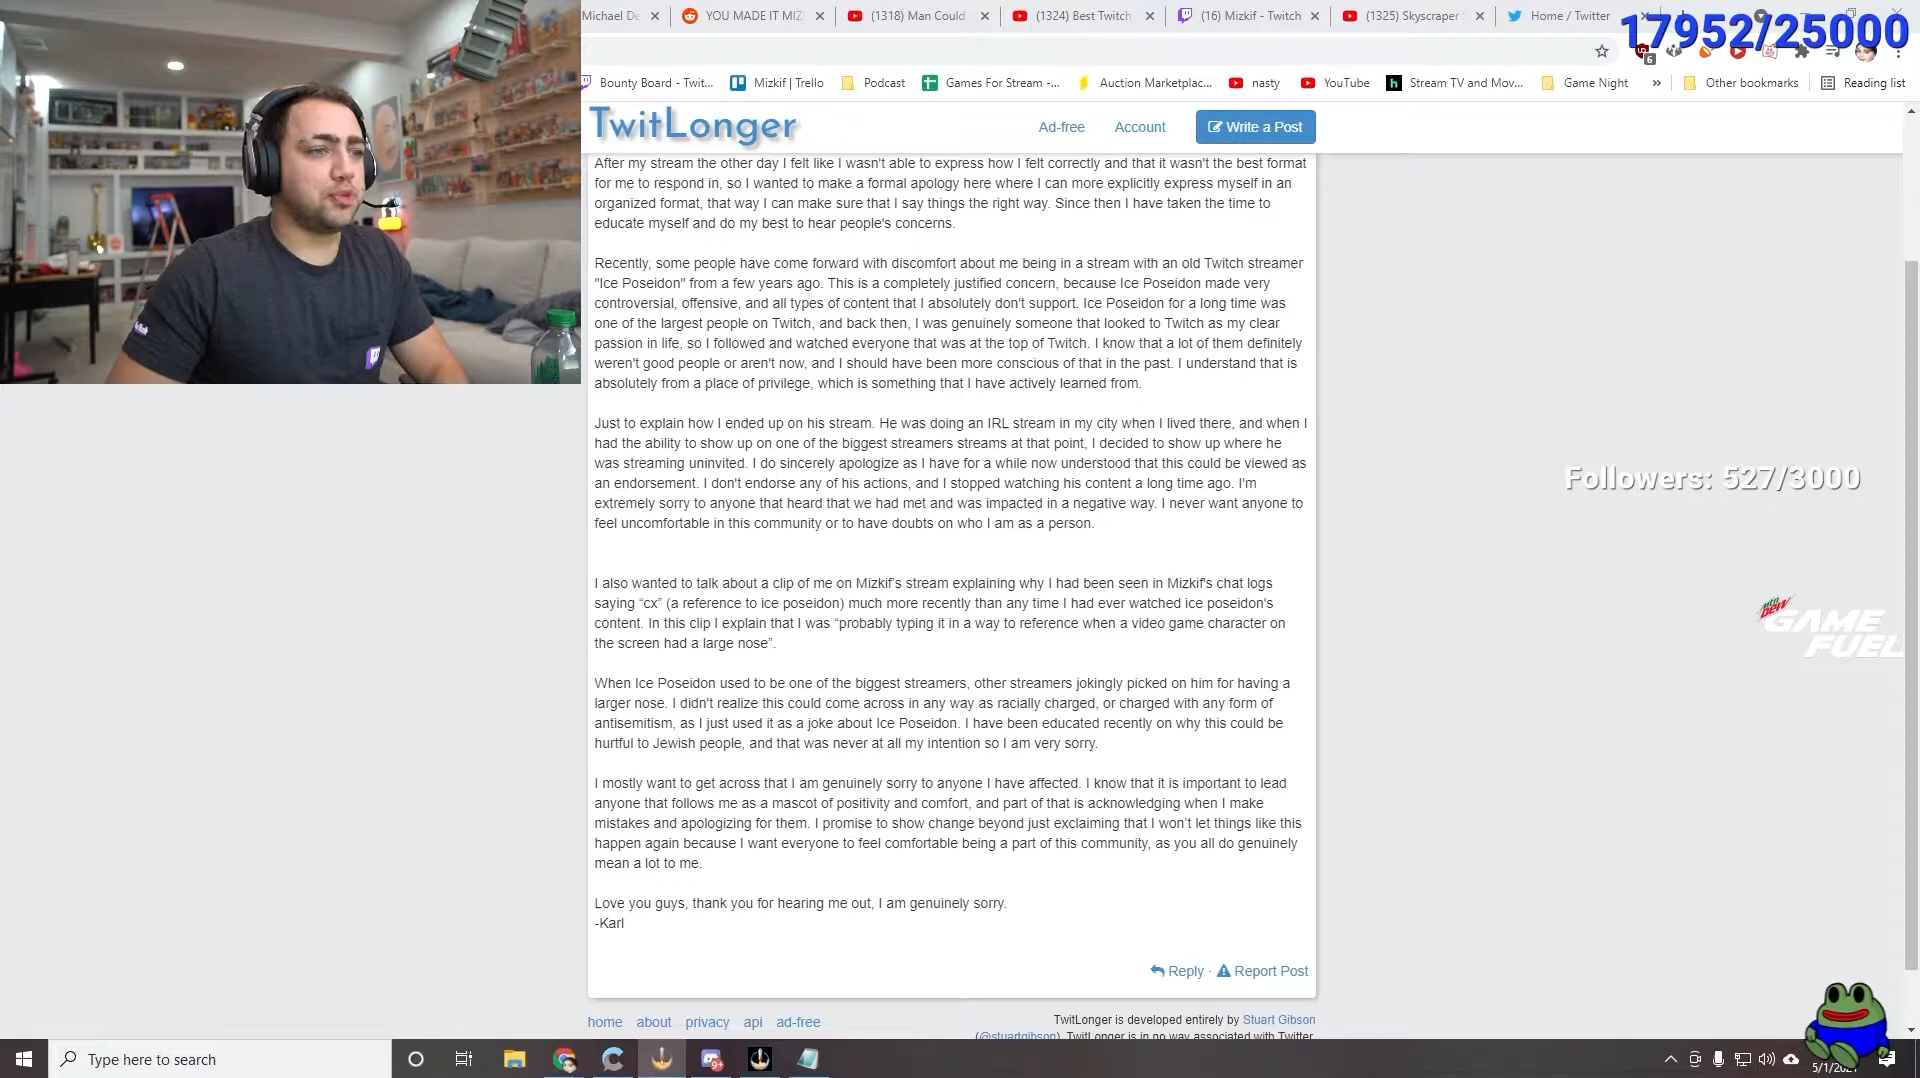 Michael De
YOU MADE IT MIZ
(1318) Man Could
(1324) Best Twitch
(16) Mizkif - Twitch
(1325) Skyscraper
Home / Twitter
17952/25000
6
Bounty Board - Twit...
Mizkif | Trello
Podcast
Games For Stream -...
Auction Marketplac...
nasty
YouTube
Stream TV and Mov...
Game Night
»
Other bookmarks
Reading list
TwitLonger
Ad-free
Account
Write a Post
After my stream the other day I felt like I wasn't able to express how I felt correctly and that it wasn't the best format
for me to respond in, so I wanted to make a formal apology here where I can more explicitly express myself in an
organized format, that way I can make sure that I say things the right way. Since then I have taken the time to
educate myself and do my best to hear people's concerns.
Recently, some people have come forward with discomfort about me being in a stream with an old Twitch streamer
"Ice Poseidon" from a few years ago. This is a completely justified concern, because Ice Poseidon made very
controversial, offensive, and all types of content that I absolutely don't support. Ice Poseidon for a long time was
one of the largest people on Twitch, and back then, I was genuinely someone that looked to Twitch as my clear
passion in life, so I followed and watched everyone that was at the top of Twitch. I know that a lot of them definitely
weren't good people or aren't now, and I should have been more conscious of that in the past. I understand that is
absolutely from a place of privilege, which is something that I have actively learned from.
Just to explain how I ended up on his stream. He was doing an IRL stream in my city when I lived there, and when I
had the ability to show up on one of the biggest streamers streams at that point, I decided to show up where he
was streaming uninvited. I do sincerely apologize as I have for a while now understood that this could be viewed as
an endorsement. I don't endorse any of his actions, and I stopped watching his content a long time ago. I'm
extremely sorry to anyone that heard that we had met and was impacted in a negative way. I never want anyone to
feel uncomfortable in this community or to have doubts on who I am as a person.
I also wanted to talk about a clip of me on Mizkif's stream explaining why I had been seen in Mizkif's chat logs
saying “cx” (a reference to ice poseidon) much more recently than any time I had ever watched ice poseidon's
content. In this clip I explain that I was “probably typing it in a way to reference when a video game character on
the screen had a large nose”.
When Ice Poseidon used to be one of the biggest streamers, other streamers jokingly picked on him for having a
larger nose. I didn't realize this could come across in any way as racially charged, or charged with any form of
antisemitism, as I just used it as a joke about Ice Poseidon. I have been educated recently on why this could be
hurtful to Jewish people, and that was never at all my intention so I am very sorry.
I mostly want to get across that I am genuinely sorry to anyone I have affected. I know that it is important to lead
anyone that follows me as a mascot of positivity and comfort, and part of that is acknowledging when I make
mistakes and apologizing for them. I promise to show change beyond just exclaiming that I won’t let things like this
happen again because I want everyone to feel comfortable being a part of this community, as you all do genuinely
mean a lot to me.
Love you guys, thank you for hearing me out, I am genuinely sorry.
-Karl
Reply · Report Post
home about privacy api ad-free
TwitLonger is developed entirely by Stuart Gibson
(@stuartgibson). TwitLonger is in no way associated with Twitter.
Followers: 527/3000
mtn DEW
GAME
FUEL
Type here to search
9+
5/1/202